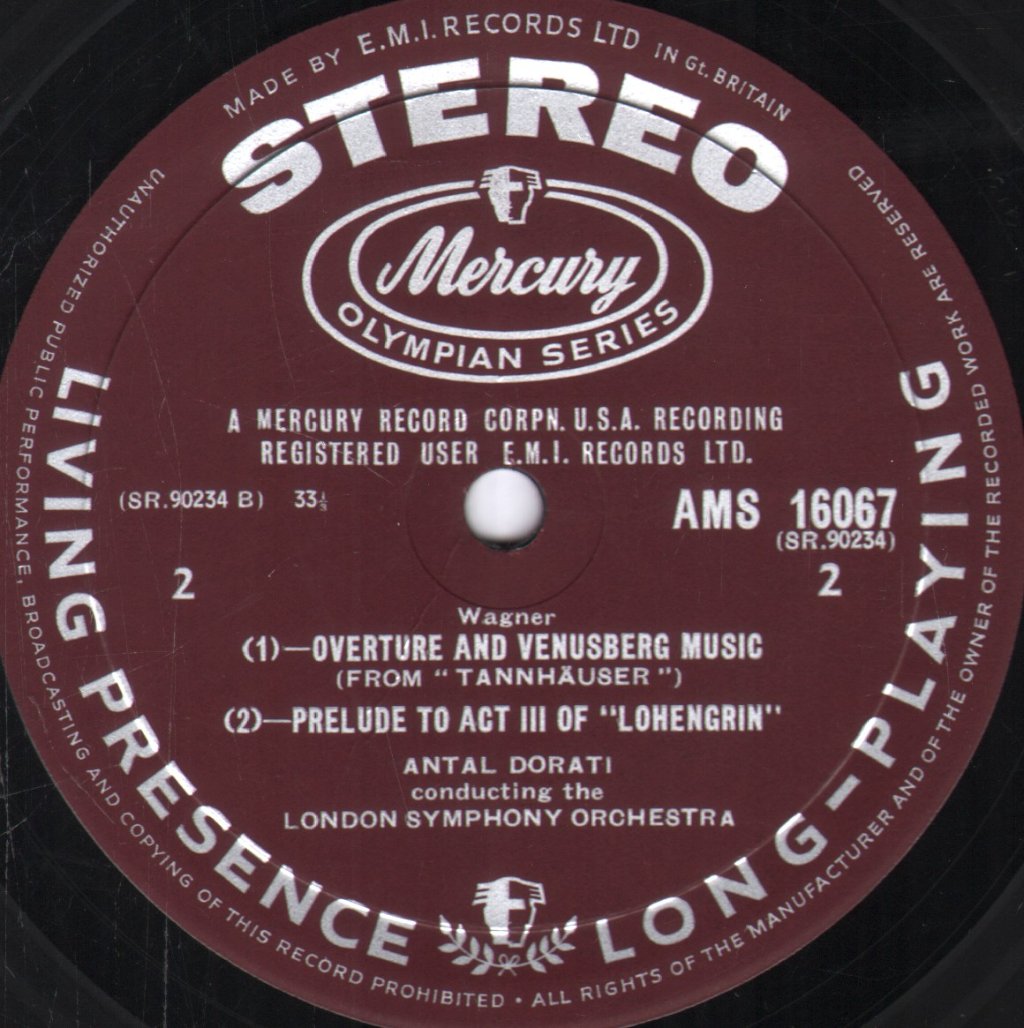 MADE BY E.M.I. RECORDS LTD IN Gt. BRITAIN
STEREO
Mercury
OLYMPIAN SERIES
A MERCURY RECORD CORPN. U.S.A. RECORDING
REGISTERED USER E.M.I. RECORDS LTD.
(SR.90234 B) 33⅓
AMS 16067
(SR.90234)
2
2
Wagner
(1)—OVERTURE AND VENUSBERG MUSIC
(FROM "TANNHÄUSER")
(2)—PRELUDE TO ACT III OF "LOHENGRIN"
ANTAL DORATI
conducting the
LONDON SYMPHONY ORCHESTRA
LIVING PRESENCE
LONG-PLAYING
UNAUTHORIZED PUBLIC PERFORMANCE, BROADCASTING AND COPYING OF THIS RECORD PROHIBITED • ALL RIGHTS OF THE MANUFACTURER AND OF THE OWNER OF THE RECORDED WORK ARE RESERVED